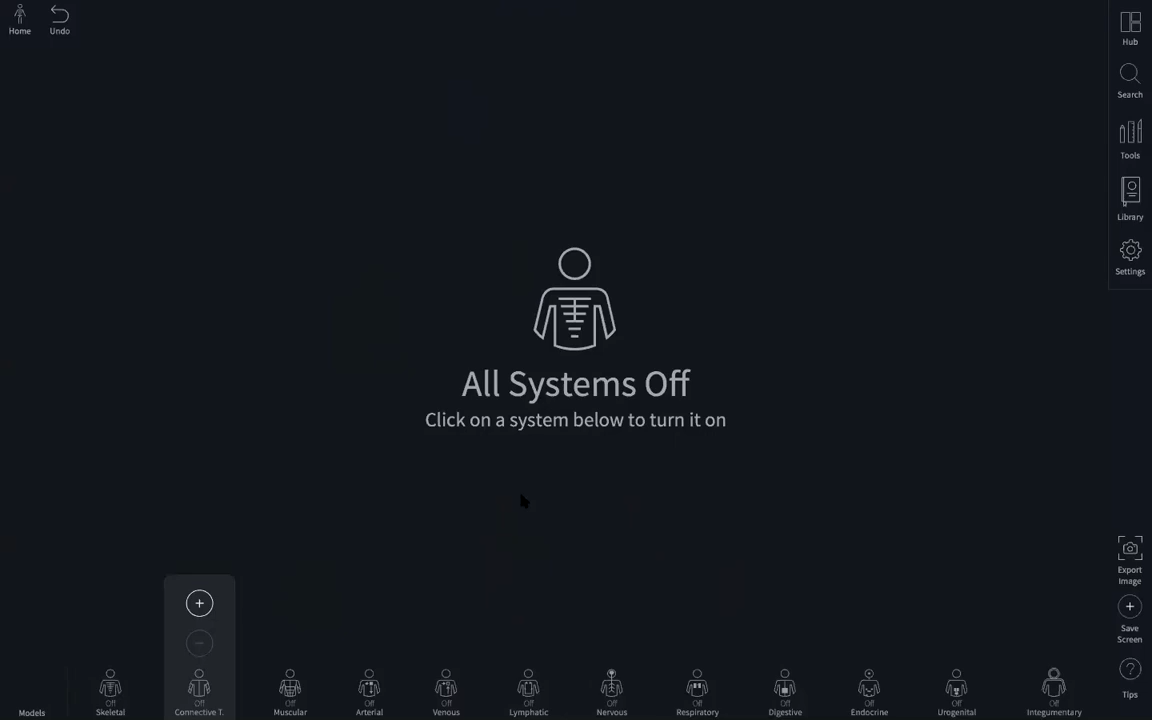 Home
Undo
Hub
Search
Tools
Library
Settings
All Systems Off
Click on a system below to turn it on
Export
Image
Save
Screen
Tips
Models
Off
Skeletal
Off
Connective T.
Off
Muscular
Off
Arterial
Off
Venous
Off
Lymphatic
Off
Nervous
Off
Respiratory
Off
Digestive
Off
Endocrine
Off
Urogenital
Off
Integumentary